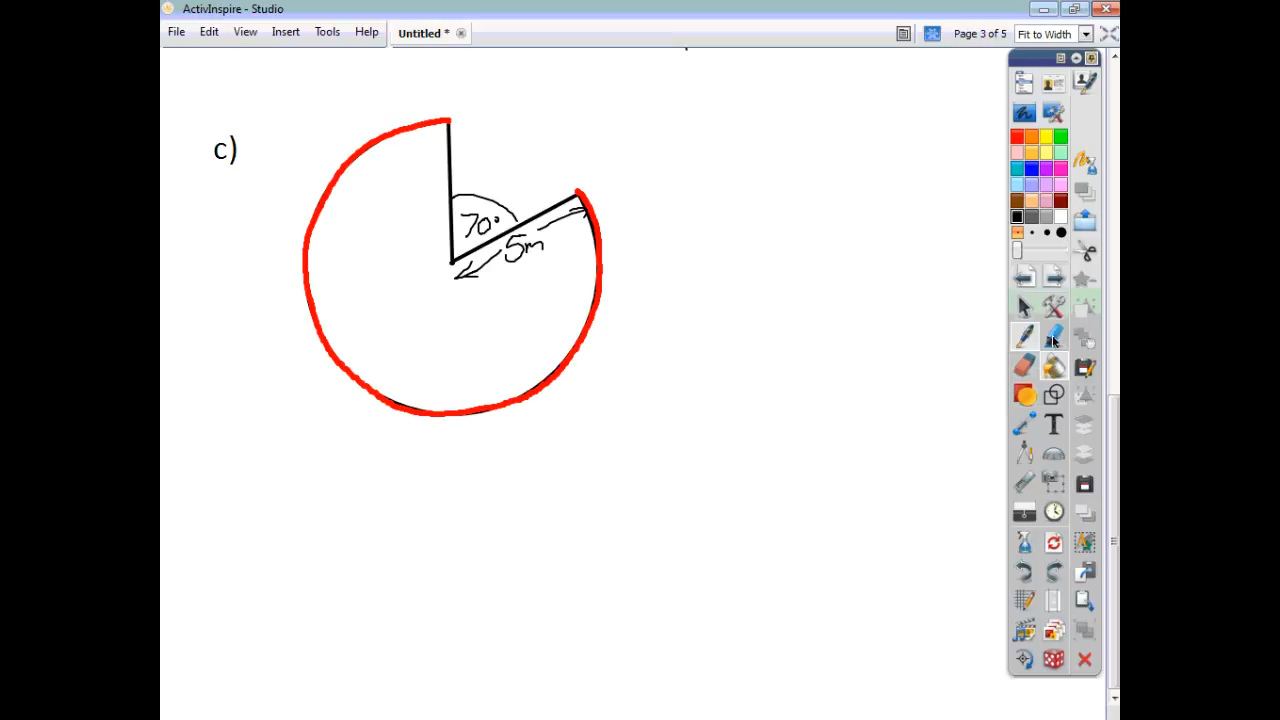 ActivInspire - Studio
File Edit View Insert Tools Help
Untitled *
Page 3 of 5
Fit to Width
c)
70°
5m